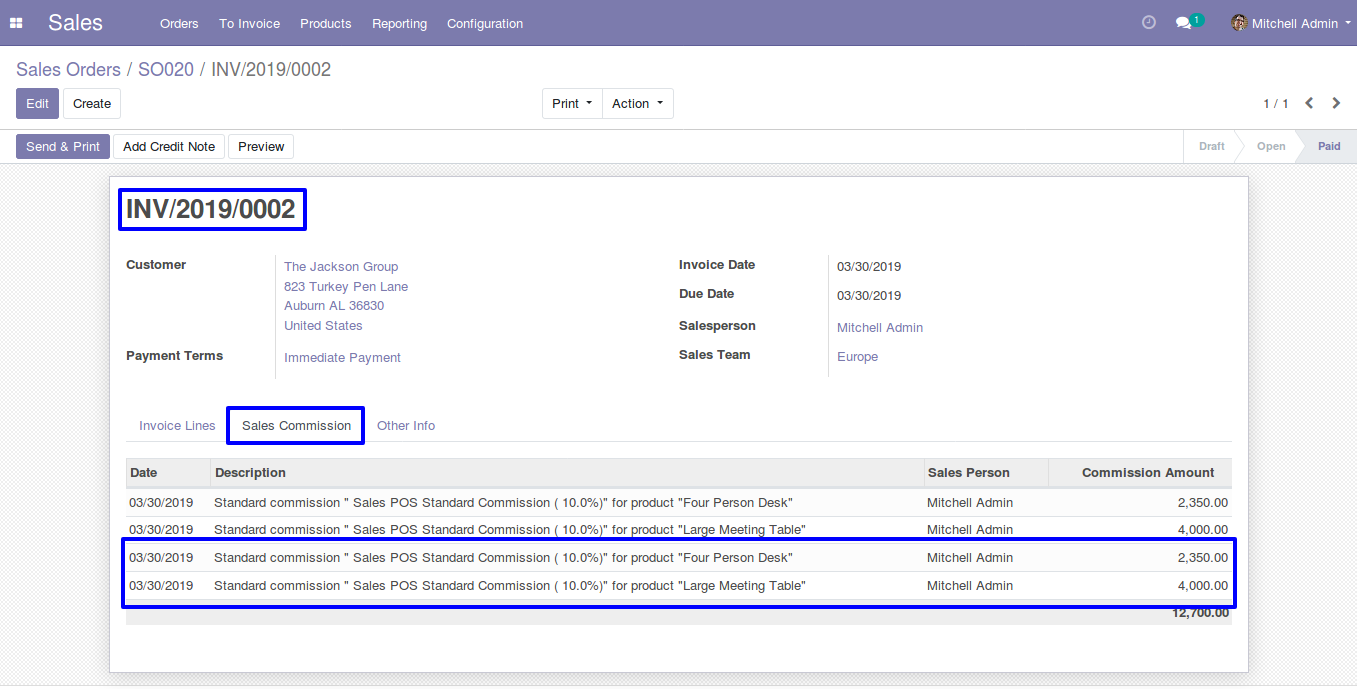 Sales Orders To Invoice Products Reporting Configuration 1 Mitchell Admin
Sales Orders / SO020 / INV/2019/0002
Edit Create Print Action 1 / 1
Send & Print Add Credit Note Preview Draft Open Paid
INV/2019/0002
Customer The Jackson Group Invoice Date 03/30/2019
823 Turkey Pen Lane Due Date 03/30/2019
Auburn AL 36830
United States Salesperson Mitchell Admin
Payment Terms Immediate Payment Sales Team Europe
Invoice Lines Sales Commission Other Info
Date Description Sales Person Commission Amount
03/30/2019 Standard commission " Sales POS Standard Commission ( 10.0%)" for product "Four Person Desk" Mitchell Admin 2,350.00
03/30/2019 Standard commission " Sales POS Standard Commission ( 10.0%)" for product "Large Meeting Table" Mitchell Admin 4,000.00
03/30/2019 Standard commission " Sales POS Standard Commission ( 10.0%)" for product "Four Person Desk" Mitchell Admin 2,350.00
03/30/2019 Standard commission " Sales POS Standard Commission ( 10.0%)" for product "Large Meeting Table" Mitchell Admin 4,000.00
12,700.00